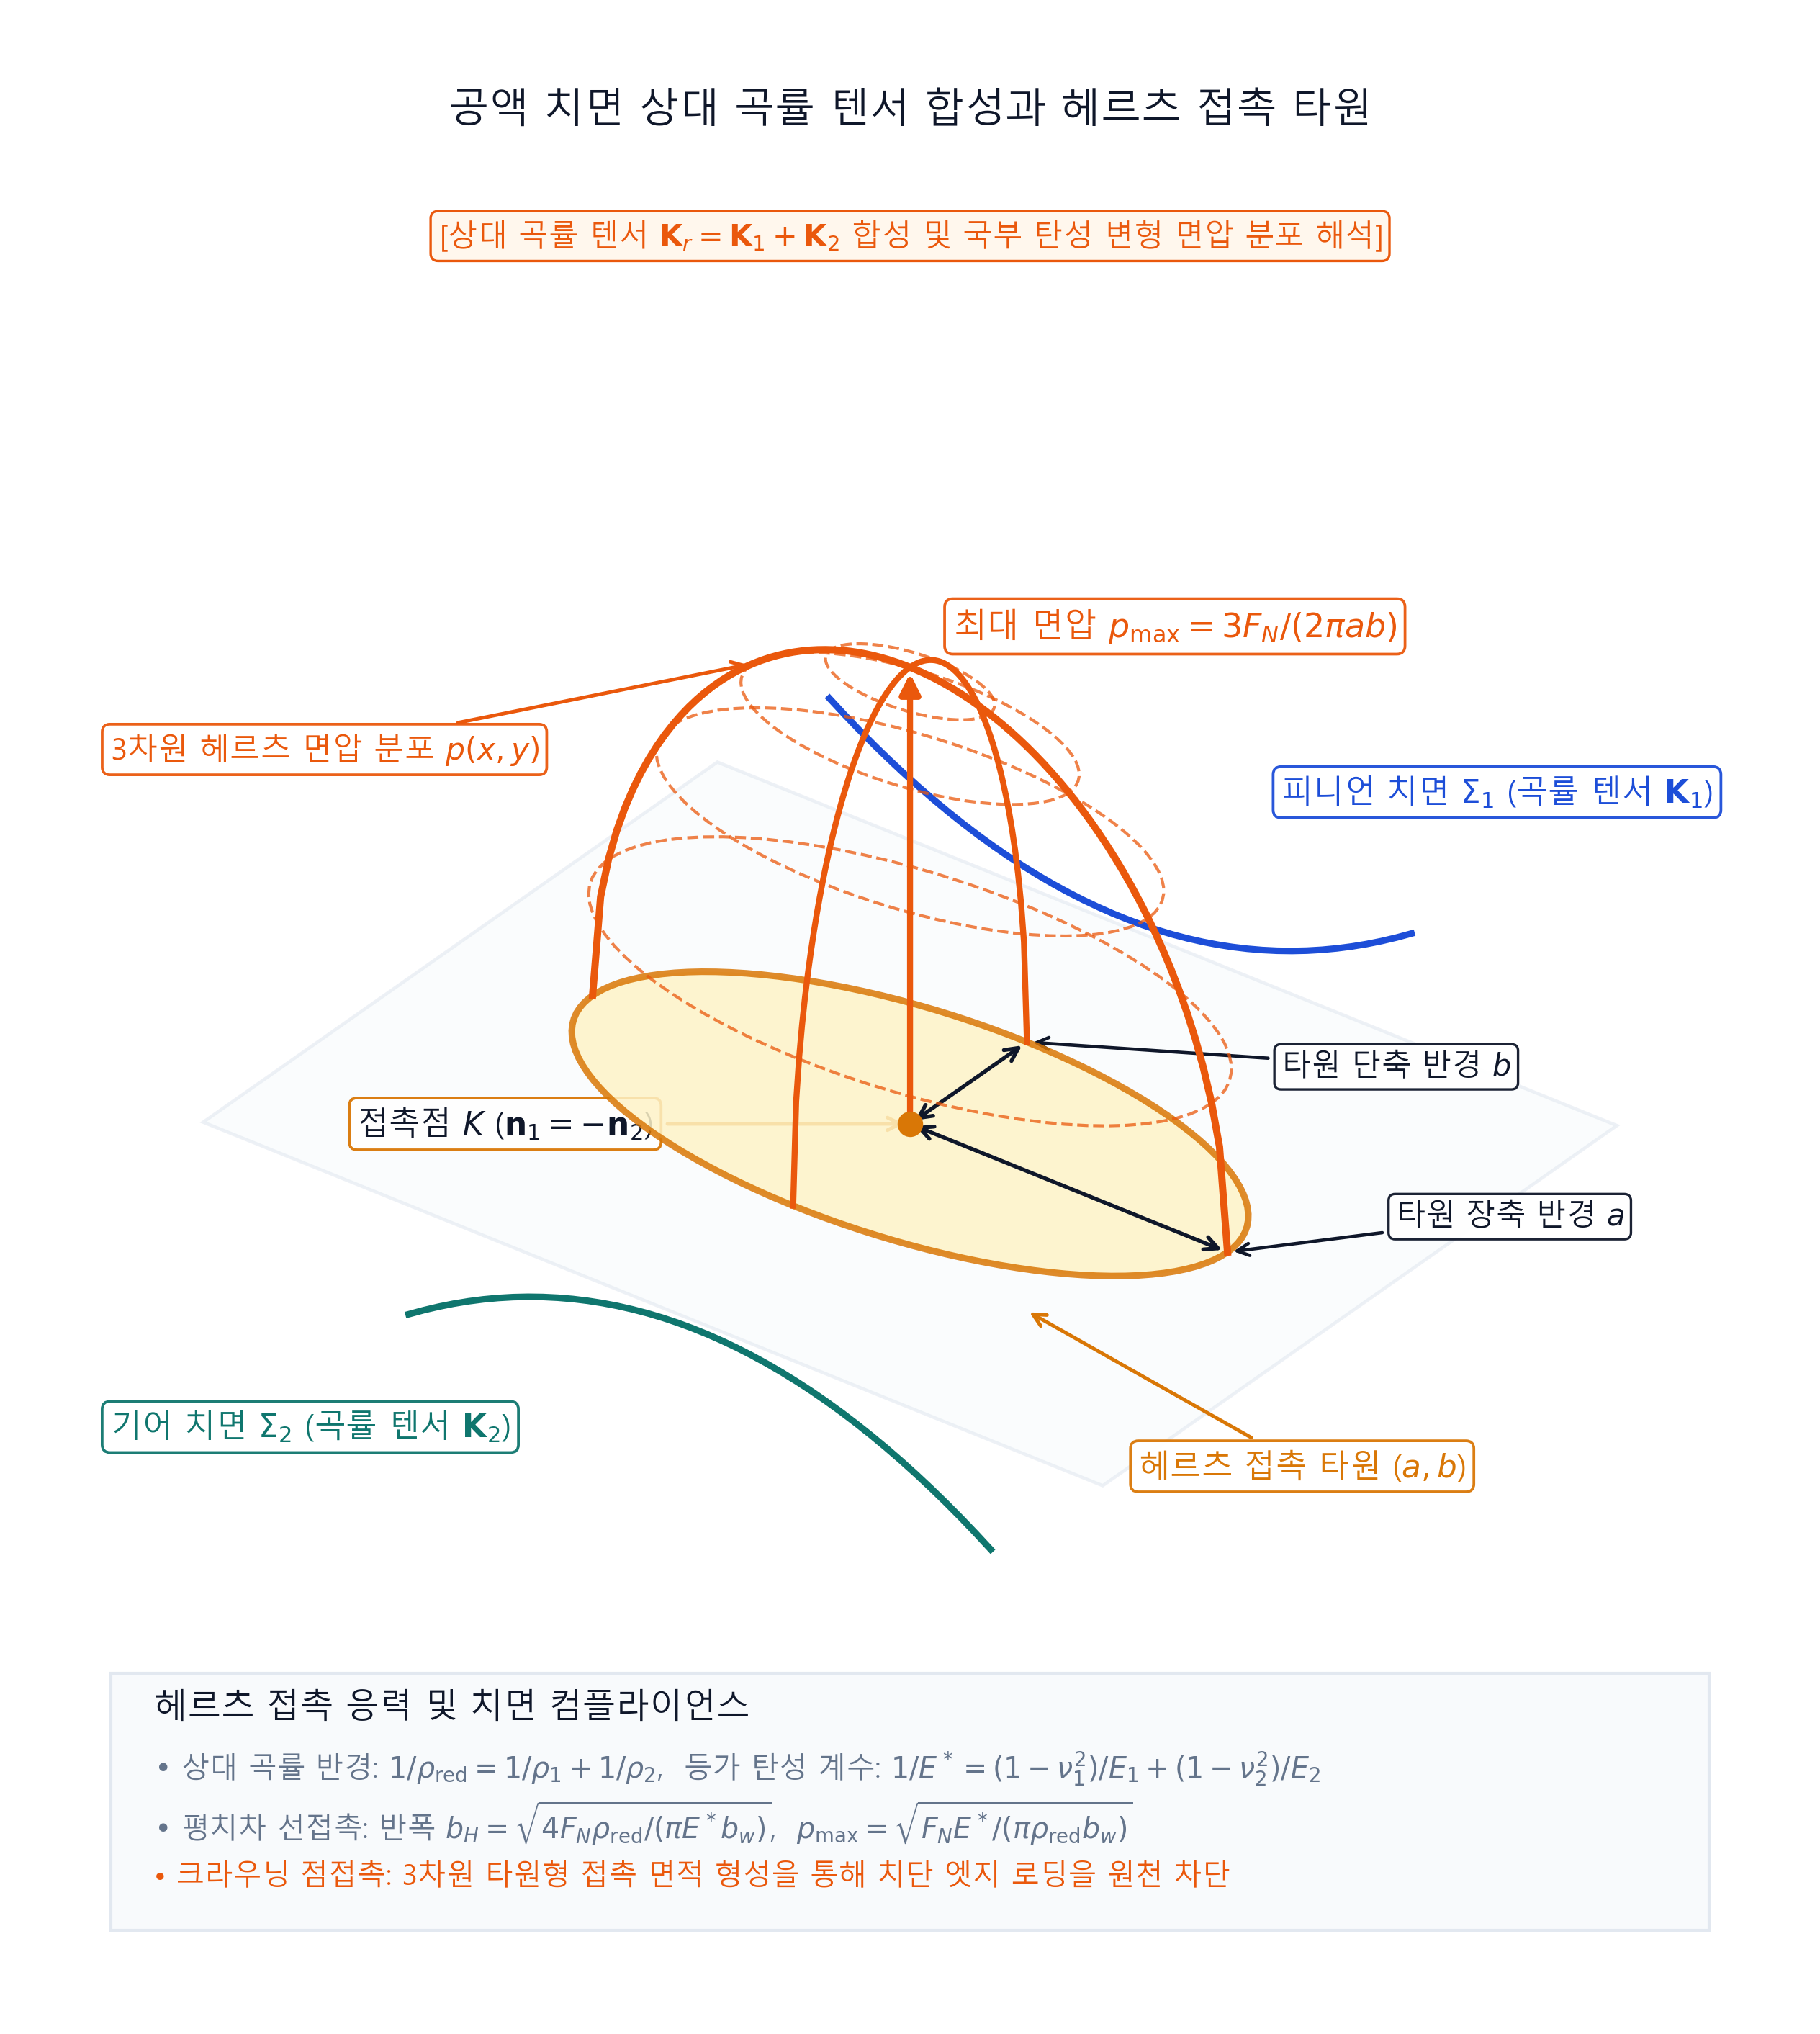 공액 치면 상대 곡률 텐서 합성과 헤르츠 접촉 타원
[상대 곡률 텐서 K_r = K_1 + K_2 합성 및 국부 탄성 변형 면압 분포 해석]
최대 면압 p_max = 3F_N/(2πab)
3차원 헤르츠 면압 분포 p(x, y)
피니언 치면 Σ_1 (곡률 텐서 K_1)
타원 단축 반경 b
접촉점 K (n_1 = −n_2)
타원 장축 반경 a
기어 치면 Σ_2 (곡률 텐서 K_2)
헤르츠 접촉 타원 (a, b)
헤르츠 접촉 응력 및 치면 컴플라이언스
• 상대 곡률 반경: 1/ρ_red = 1/ρ_1 + 1/ρ_2, 등가 탄성 계수: 1/E* = (1 − ν_1^2)/E_1 + (1 − ν_2^2)/E_2
• 평치차 선접촉: 반폭 b_H = √(4F_Nρ_red/(πE*b_w)), p_max = √(F_NE*/(πρ_redb_w))
• 크라우닝 점접촉: 3차원 타원형 접촉 면적 형성을 통해 치단 엣지 로딩을 원천 차단